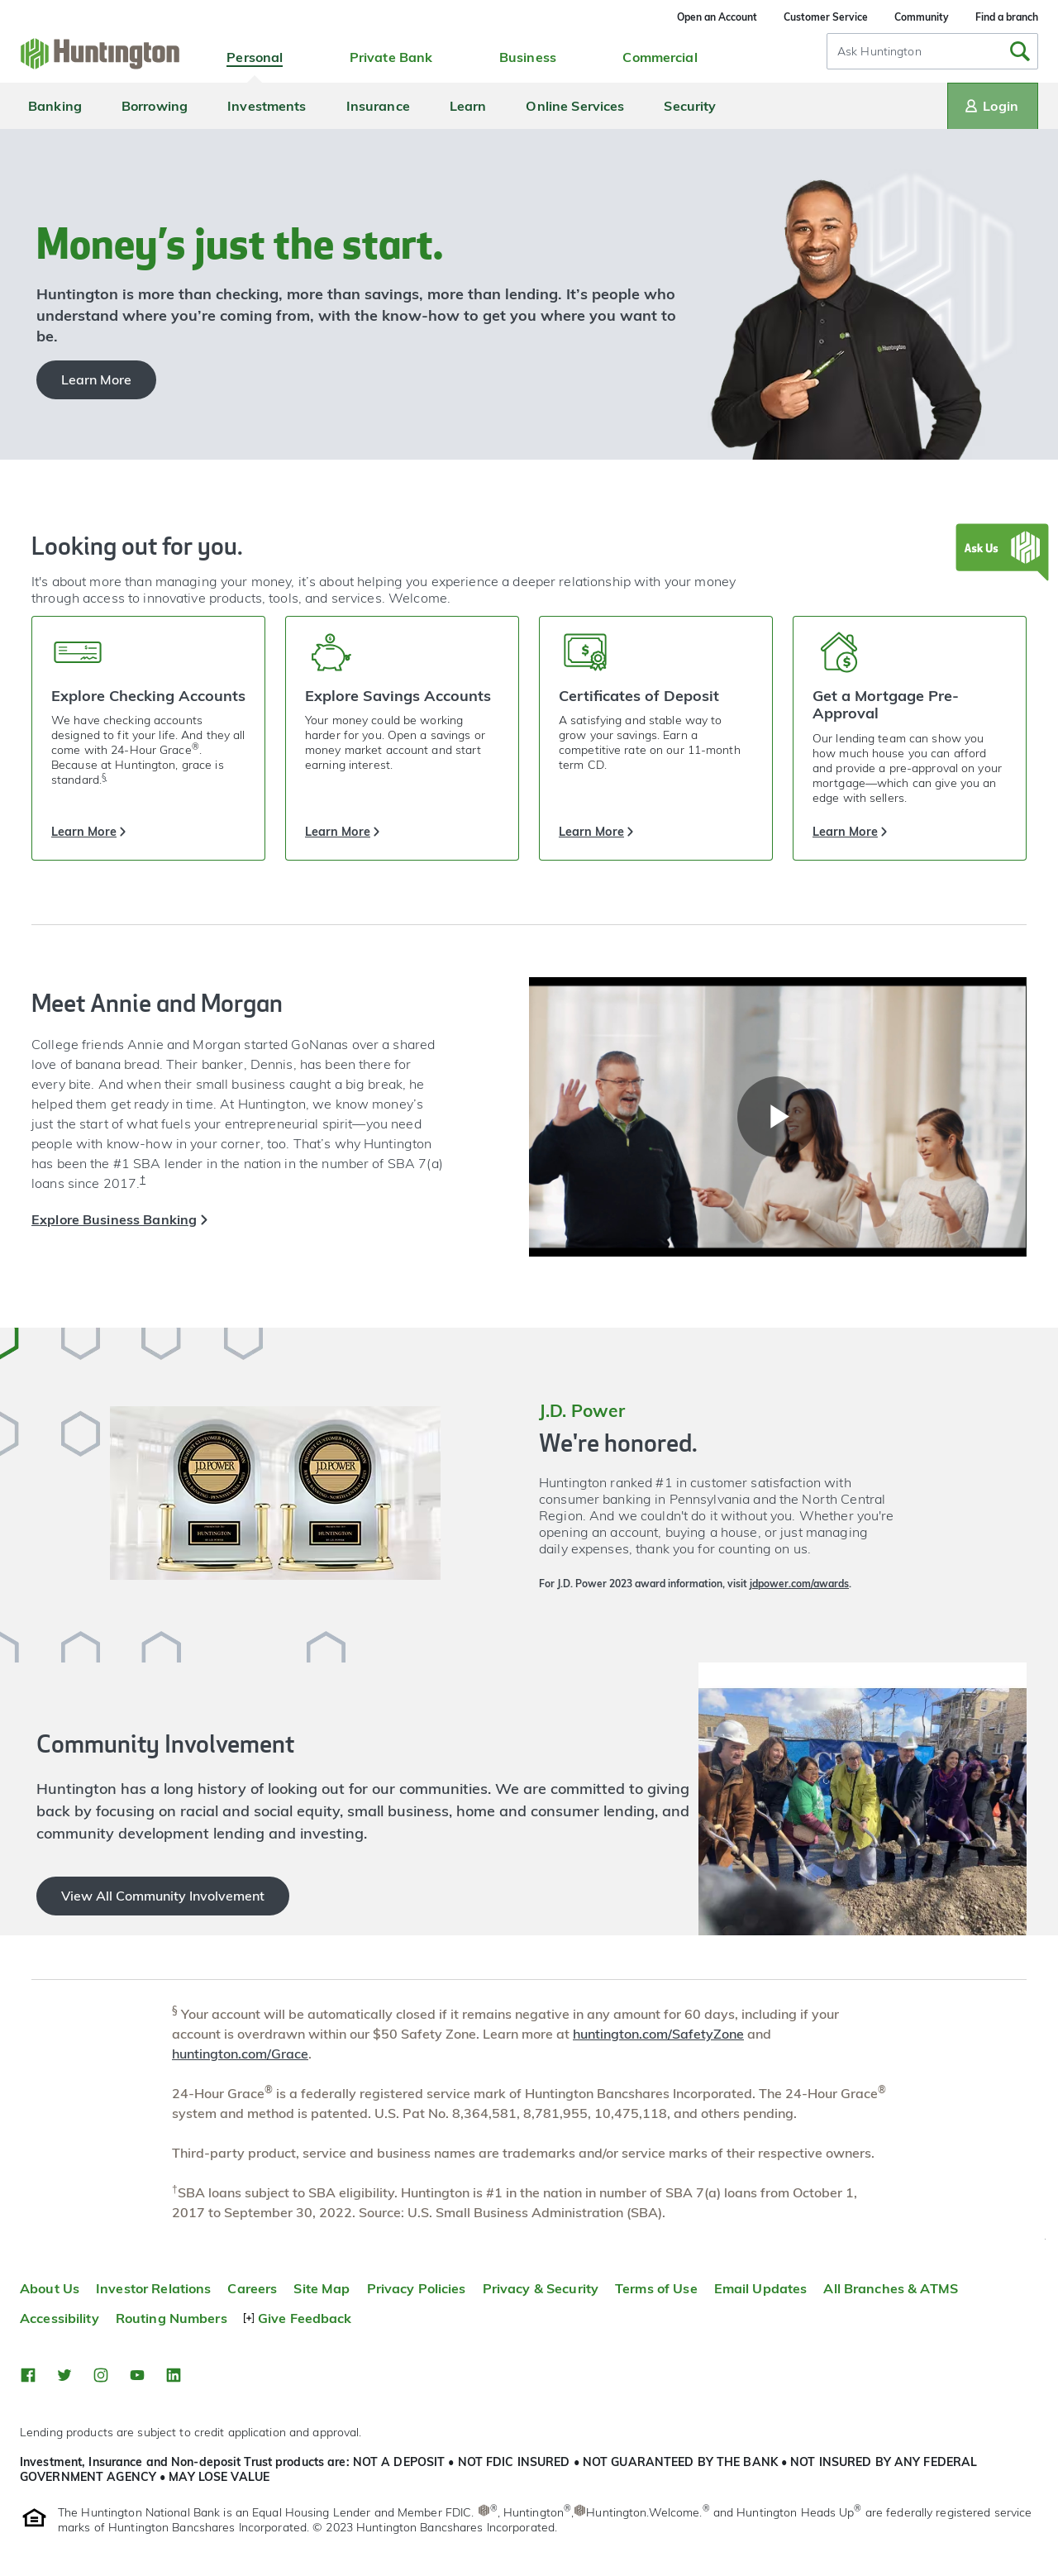 Open an Account Customer Service Community Find a branch
Huntington Personal Private Bank Business Commercial Ask Huntington
Banking Borrowing Investments Insurance Learn Online Services Security Login
Money's just the start.
Huntington is more than checking, more than savings, more than lending. It's people who
understand where you're coming from, with the know-how to get you where you want to
be.
Huntington
Learn More
Looking out for you.
Ask Us
It's about more than managing your money, it's about helping you experience a deeper relationship with your money
through access to innovative products, tools, and services. Welcome.
Explore Checking Accounts
We have checking accounts
designed to fit your life. And they all
come with 24-Hour Grace®.
Because at Huntington, grace is
standard.§
Learn More
Explore Savings Accounts
Your money could be working
harder for you. Open a savings or
money market account and start
earning interest.
Learn More
Certificates of Deposit
A satisfying and stable way to
grow your savings. Earn a
competitive rate on our 11-month
term CD.
Learn More
Get a Mortgage Pre-
Approval
Our lending team can show you
how much house you can afford
and provide a pre-approval on your
mortgage—which can give you an
edge with sellers.
Learn More
Meet Annie and Morgan
College friends Annie and Morgan started GoNanas over a shared
love of banana bread. Their banker, Dennis, has been there for
every bite. And when their small business caught a big break, he
helped them get ready in time. At Huntington, we know money's
just the start of what fuels your entrepreneurial spirit—you need
people with know-how in your corner, too. That's why Huntington
has been the #1 SBA lender in the nation in the number of SBA 7(a)
loans since 2017.†
Explore Business Banking
J.D. POWER J.D. POWER
HUNTINGTON HUNTINGTON
J.D. Power
We're honored.
Huntington ranked #1 in customer satisfaction with
consumer banking in Pennsylvania and the North Central
Region. And we couldn't do it without you. Whether you're
opening an account, buying a house, or just managing
daily expenses, thank you for counting on us.
For J.D. Power 2023 award information, visit jdpower.com/awards.
Community Involvement
Huntington has a long history of looking out for our communities. We are committed to giving
back by focusing on racial and social equity, small business, home and consumer lending, and
community development lending and investing.
View All Community Involvement
§ Your account will be automatically closed if it remains negative in any amount for 60 days, including if your
account is overdrawn within our $50 Safety Zone. Learn more at huntington.com/SafetyZone and
huntington.com/Grace.
24-Hour Grace® is a federally registered service mark of Huntington Bancshares Incorporated. The 24-Hour Grace®
system and method is patented. U.S. Pat No. 8,364,581, 8,781,955, 10,475,118, and others pending.
Third-party product, service and business names are trademarks and/or service marks of their respective owners.
†SBA loans subject to SBA eligibility. Huntington is #1 in the nation in number of SBA 7(a) loans from October 1,
2017 to September 30, 2022. Source: U.S. Small Business Administration (SBA).
About Us Investor Relations Careers Site Map Privacy Policies Privacy & Security Terms of Use Email Updates All Branches & ATMS
Accessibility Routing Numbers [+] Give Feedback
Lending products are subject to credit application and approval.
Investment, Insurance and Non-deposit Trust products are: NOT A DEPOSIT • NOT FDIC INSURED • NOT GUARANTEED BY THE BANK • NOT INSURED BY ANY FEDERAL
GOVERNMENT AGENCY • MAY LOSE VALUE
The Huntington National Bank is an Equal Housing Lender and Member FDIC. ®, Huntington®, Huntington.Welcome.® and Huntington Heads Up® are federally registered service
marks of Huntington Bancshares Incorporated. © 2023 Huntington Bancshares Incorporated.